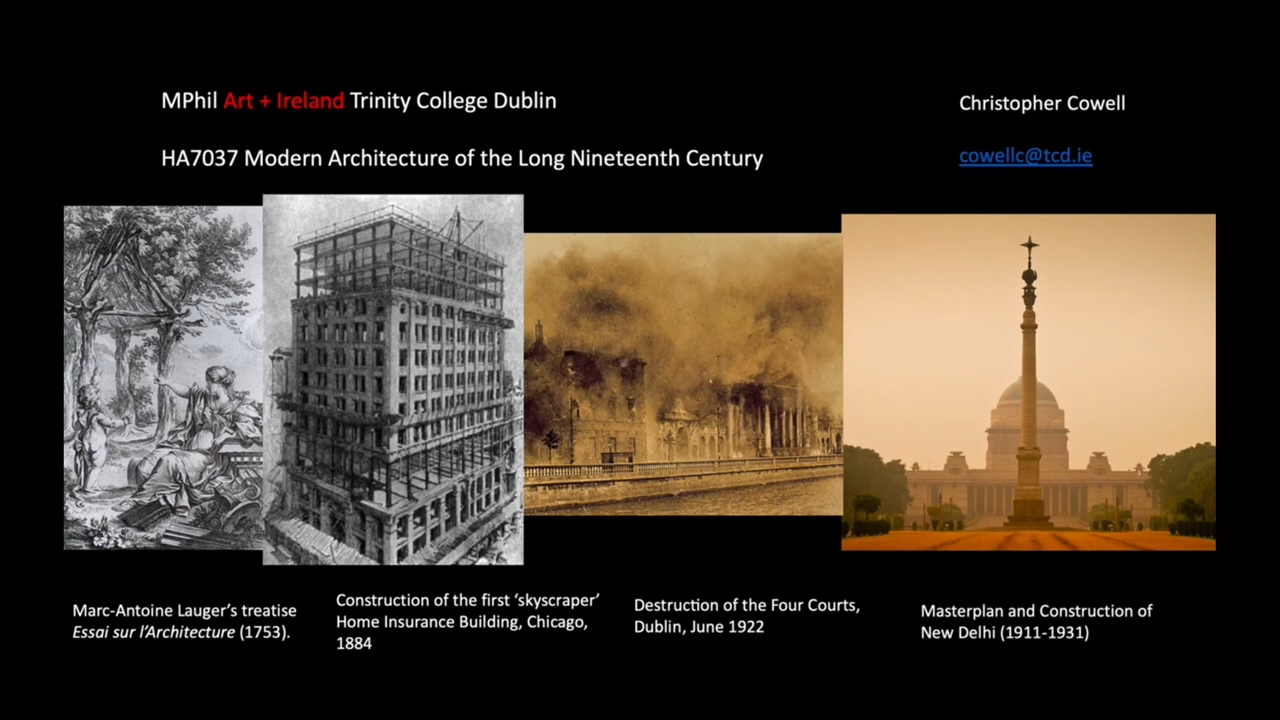 MPhil Art + Ireland Trinity College Dublin
Christopher Cowell
HA7037 Modern Architecture of the Long Nineteenth Century
cowellc@tcd.ie
Marc-Antoine Lauger's treatise
Essai sur l'Architecture (1753).
Construction of the first 'skyscraper'
Home Insurance Building, Chicago,
1884
Destruction of the Four Courts,
Dublin, June 1922
Masterplan and Construction of
New Delhi (1911-1931)